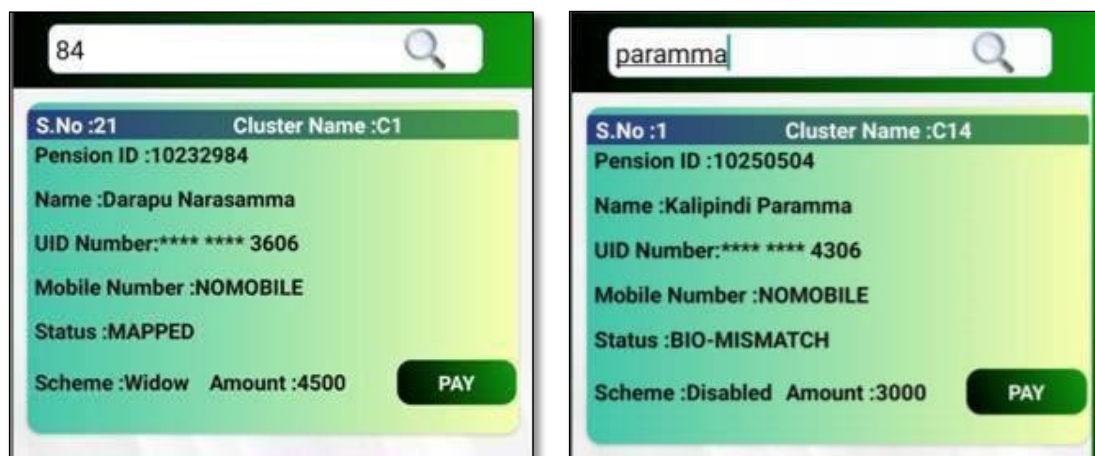 84
S.No :21 Cluster Name :C1
Pension ID :10232984
Name :Darapu Narasamma
UID Number:**** **** 3606
Mobile Number :NOMOBILE
Status :MAPPED
Scheme :Widow Amount :4500 PAY
paramma
S.No :1 Cluster Name :C14
Pension ID :10250504
Name :Kalipindi Paramma
UID Number:**** **** 4306
Mobile Number :NOMOBILE
Status :BIO-MISMATCH
Scheme :Disabled Amount :3000 PAY